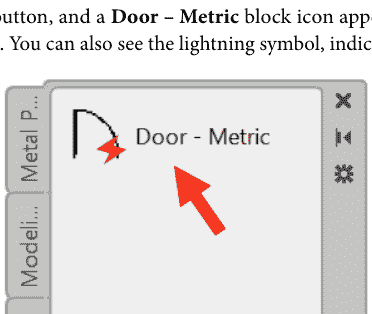 button, and a Door – Metric block icon appe
. You can also see the lightning symbol, indic
Metal P...
Door - Metric
Modeli...